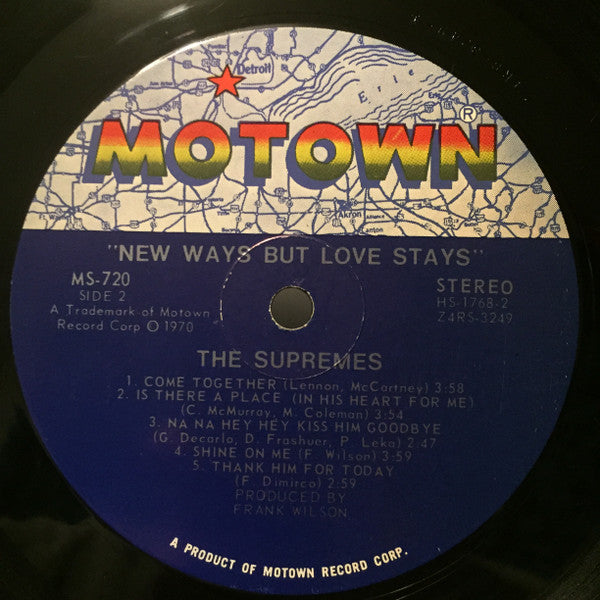 Detroit
Erie
Erie
MOTOWN®
Akron
Alliance
Canton
"NEW WAYS BUT LOVE STAYS"
MS-720
SIDE 2
STEREO
HS-1768-2
A Trademark of Motown
Record Corp © 1970
Z4RS-3249
THE SUPREMES
1. COME TOGETHER (Lennon, McCartney) 3:58
2. IS THERE A PLACE (IN HIS HEART FOR ME)
(C. McMurray, M. Coleman) 3:54
3. NA NA HEY HEY KISS HIM GOODBYE
(G. Decarlo, D. Frashuer, P. Leka) 2:47
4. SHINE ON ME (F. Wilson) 3:59
5. THANK HIM FOR TODAY
(F. Dimirco) 2:59
PRODUCED BY
FRANK WILSON
A PRODUCT OF MOTOWN RECORD CORP.